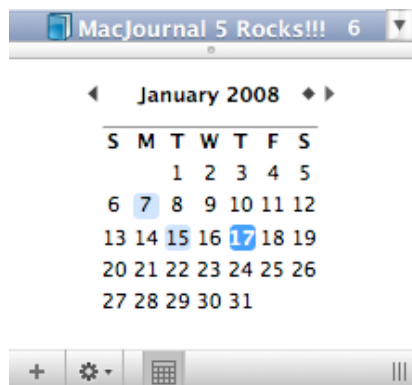 MacJournal 5 Rocks!!! 6
January 2008
S M T W T F S
1 2 3 4 5
6 7 8 9 10 11 12
13 14 15 16 17 18 19
20 21 22 23 24 25 26
27 28 29 30 31